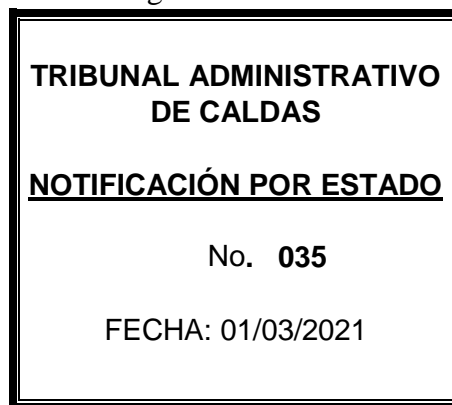 TRIBUNAL ADMINISTRATIVO
DE CALDAS
NOTIFICACIÓN POR ESTADO
No. 035
FECHA: 01/03/2021